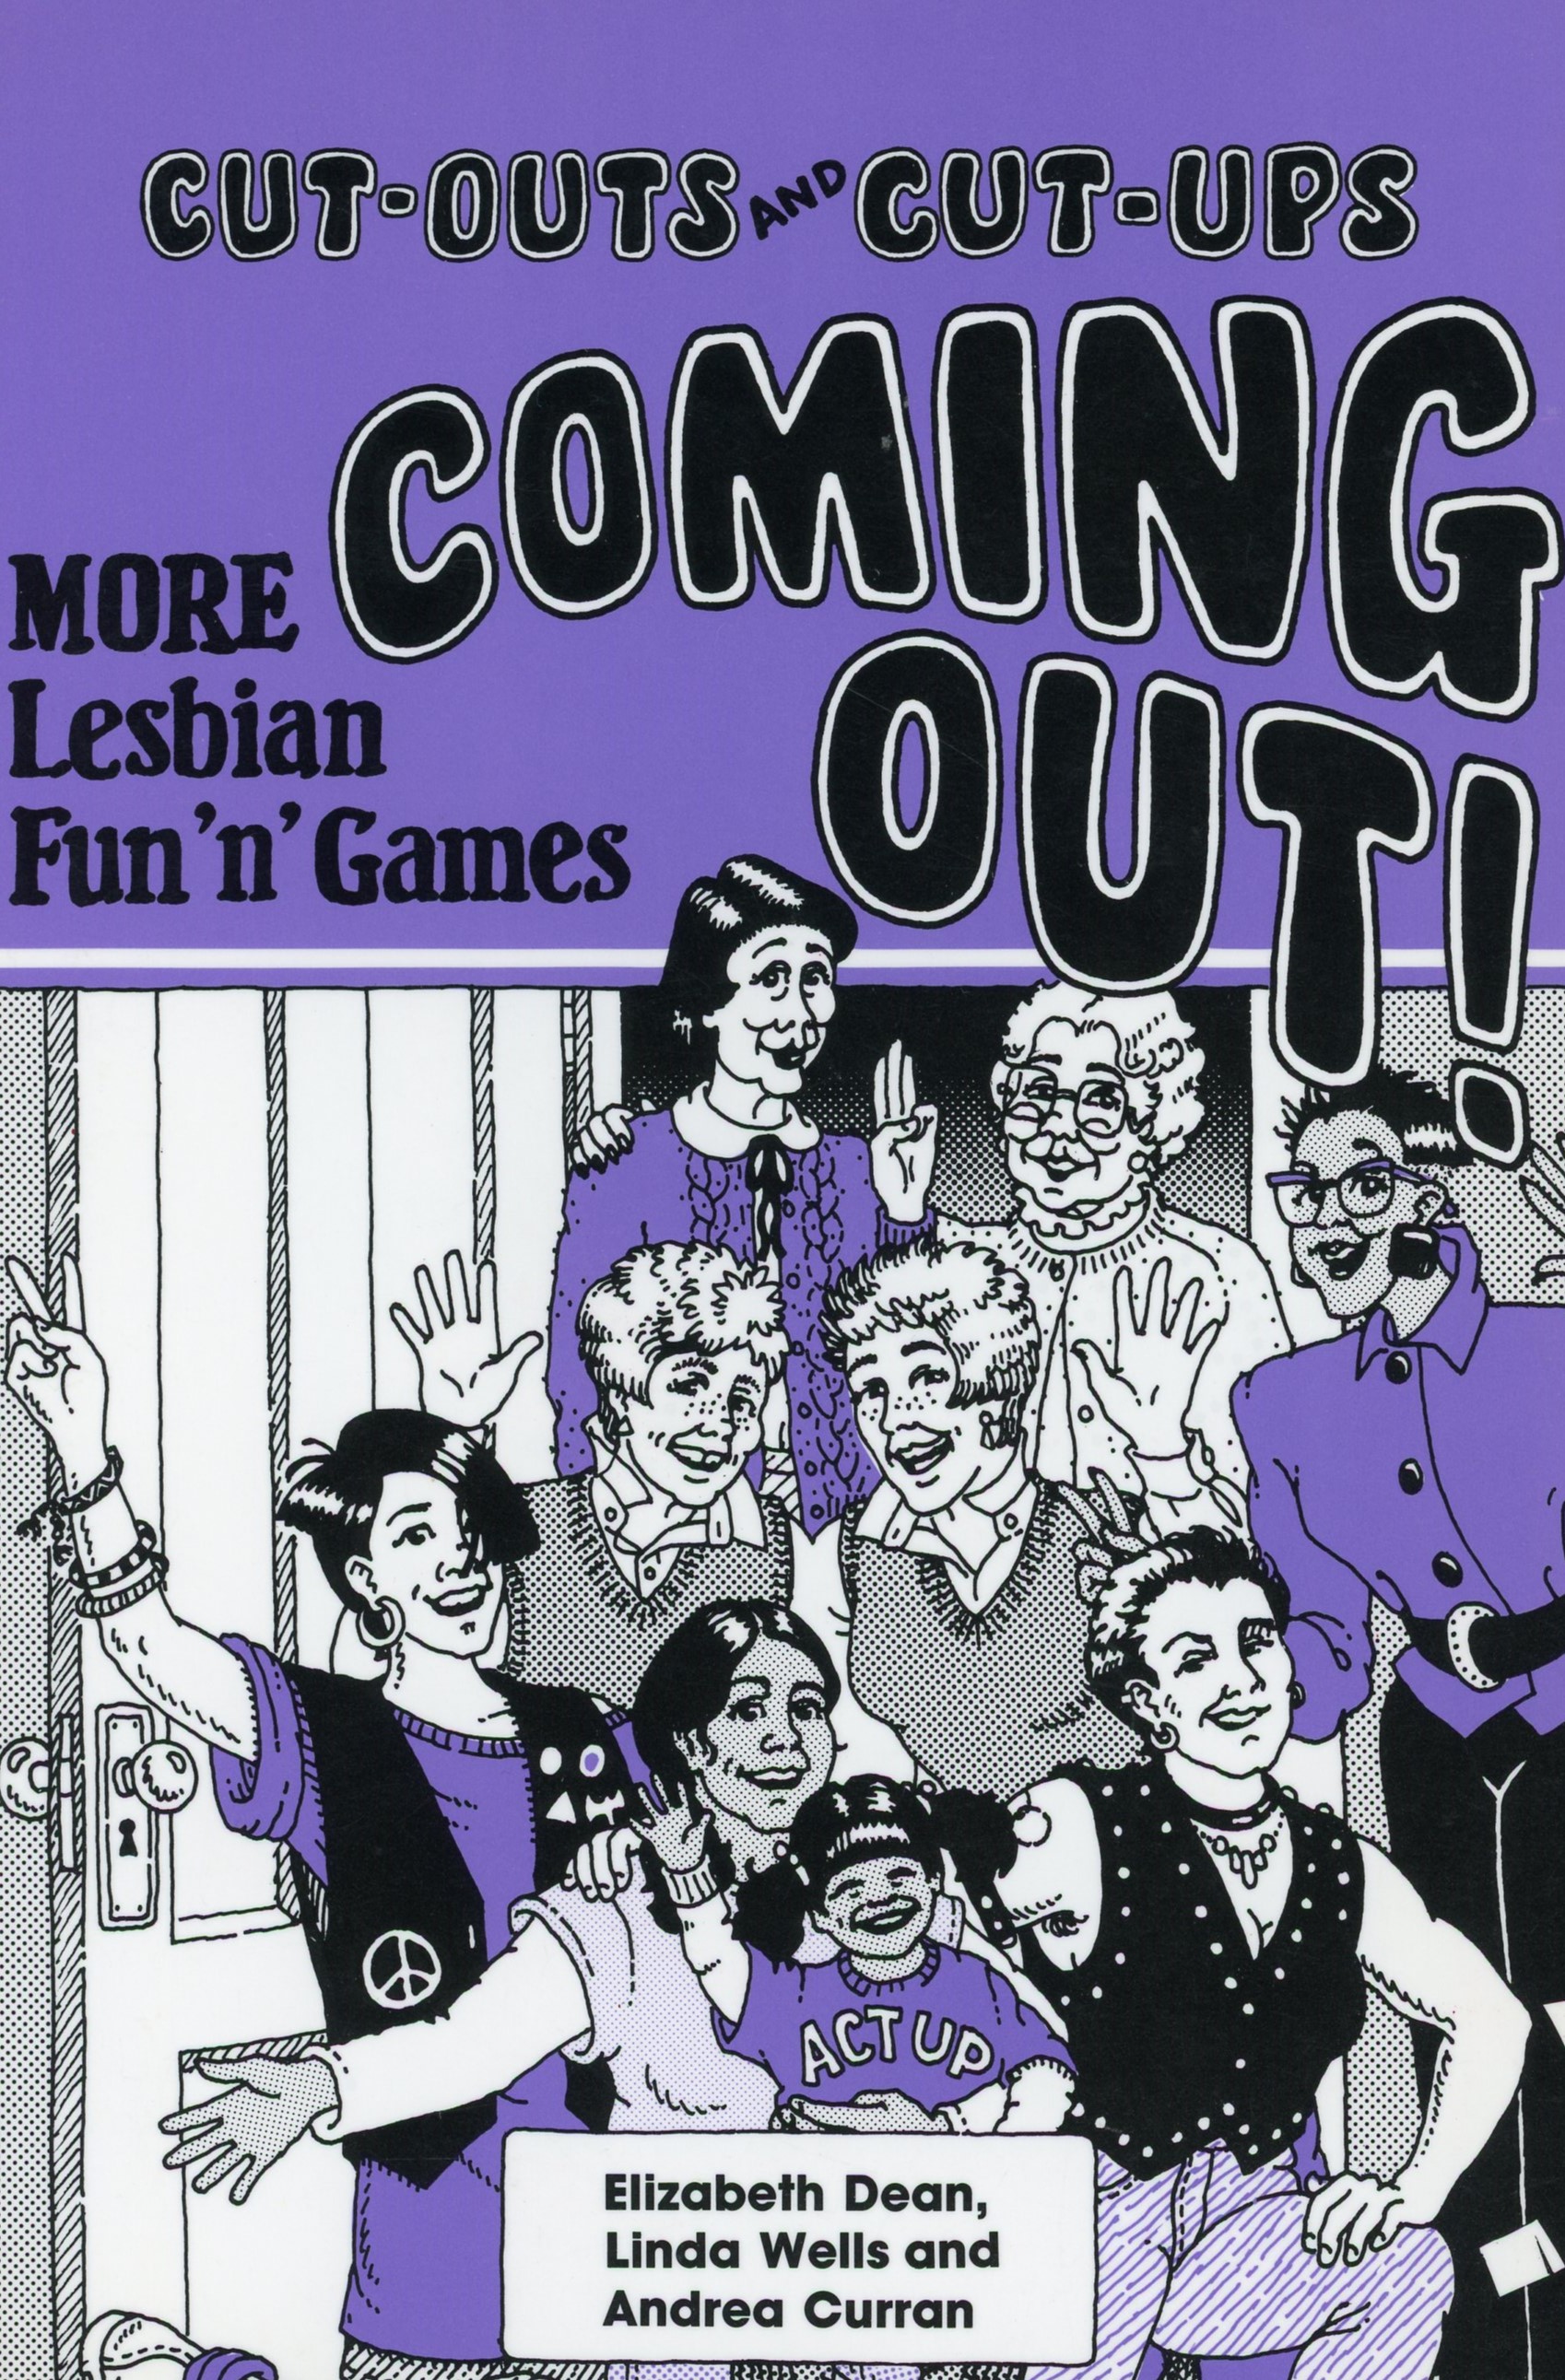 CUT-OUTS AND CUT-UPS
COMING
OUT!
MORE
Lesbian
Fun 'n' Games
ACT UP
Elizabeth Dean,
Linda Wells and
Andrea Curran